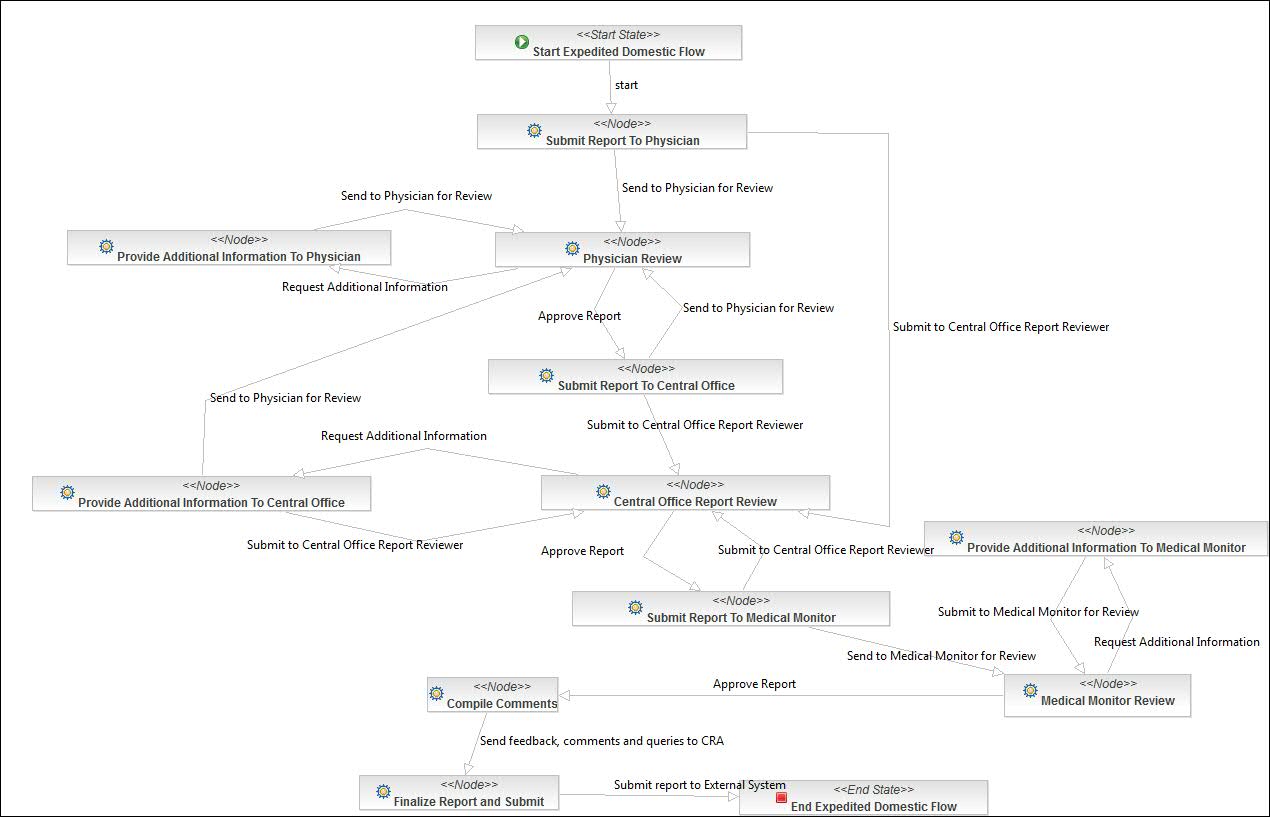 <<Start State>>
Start Expedited Domestic Flow
start
<<Node>>
Submit Report To Physician
Send to Physician for Review
Send to Physician for Review
<<Node>>
Provide Additional Information To Physician
<<Node>>
Physician Review
Request Additional Information
Approve Report
Send to Physician for Review
Submit to Central Office Report Reviewer
<<Node>>
Submit Report To Central Office
Send to Physician for Review
Submit to Central Office Report Reviewer
Request Additional Information
<<Node>>
Provide Additional Information To Central Office
<<Node>>
Central Office Report Review
Submit to Central Office Report Reviewer
Approve Report
Submit to Central Office Report Reviewer
<<Node>>
Provide Additional Information To Medical Monitor
<<Node>>
Submit Report To Medical Monitor
Submit to Medical Monitor for Review
Request Additional Information
Send to Medical Monitor for Review
Approve Report
<<Node>>
Compile Comments
<<Node>>
Medical Monitor Review
Send feedback, comments and queries to CRA
<<Node>>
Finalize Report and Submit
Submit report to External System
<<End State>>
End Expedited Domestic Flow